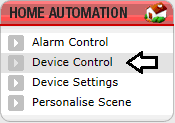 HOME AUTOMATION
Alarm Control
Device Control
Device Settings
Personalise Scene